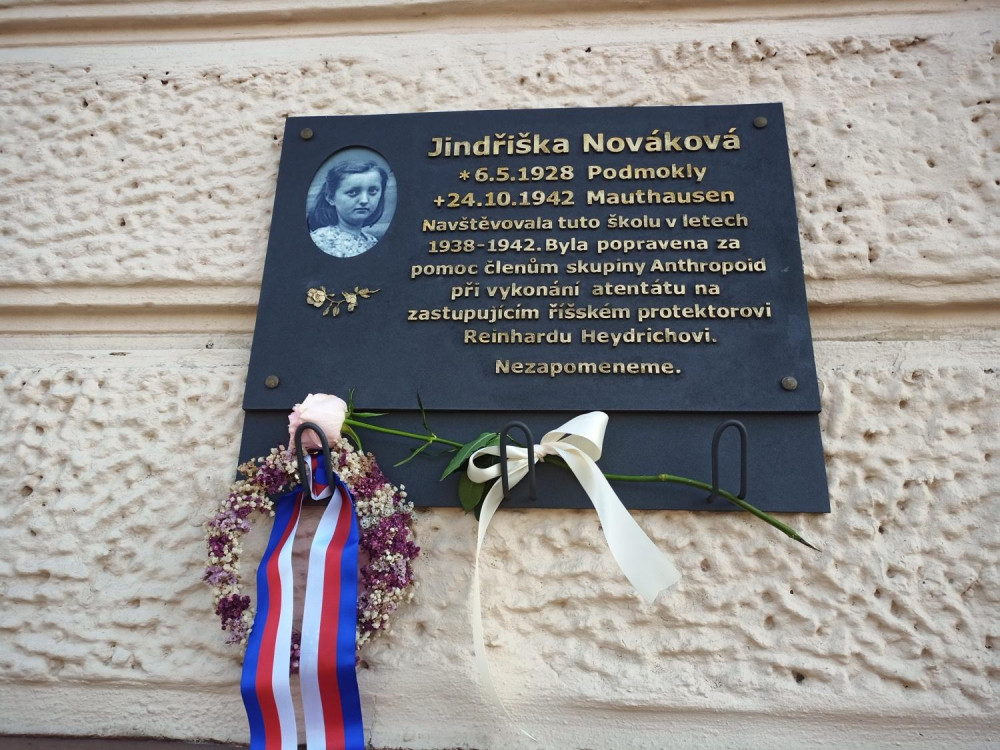 Jindřiška Nováková
*6.5.1928 Podmokly
+24.10.1942 Mauthausen
Navštěvovala tuto školu v letech
1938-1942. Byla popravena za
pomoc členům skupiny Anthropoid
při vykonání atentátu na
zastupujícím říšském protektorovi
Reinhardu Heydrichovi.
Nezapomeneme.